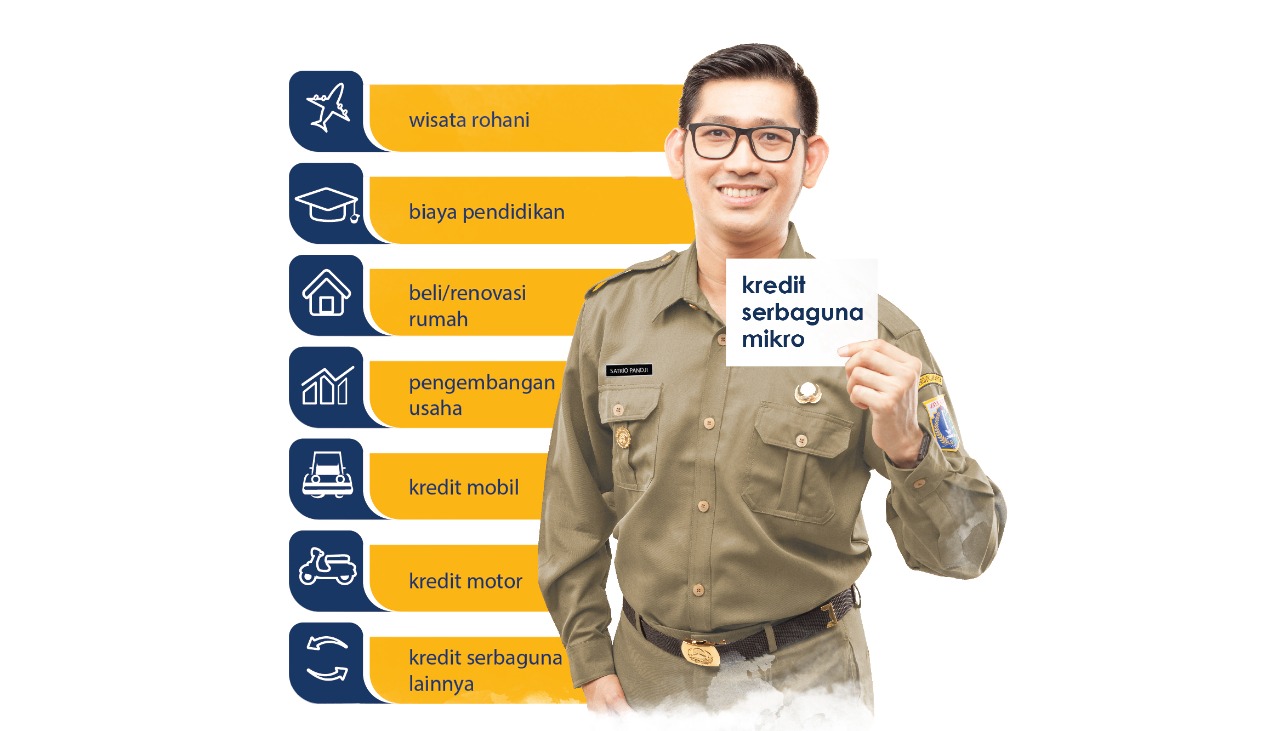 wisata rohani
biaya pendidikan
beli/renovasi
rumah
pengembangan
usaha
kredit mobil
kredit motor
kredit serbaguna
lainnya
kredit
serbaguna
mikro
SATRIO PANDJI